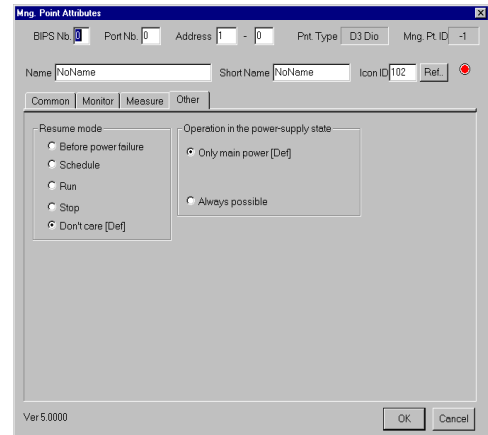 Mng. Point Attributes
BIPS Nb. 0 Port Nb. 0 Address 1 - 0 Pnt. Type D3 Dio Mng. Pt. ID -1
Name NoName Short Name NoName Icon ID 102 Ref..
Common Monitor Measure Other
Resume mode Operation in the power-supply state
Before power failure Only main power [Def]
Schedule
Run
Stop Always possible
Don't care [Def]
Ver 5.0000 OK Cancel